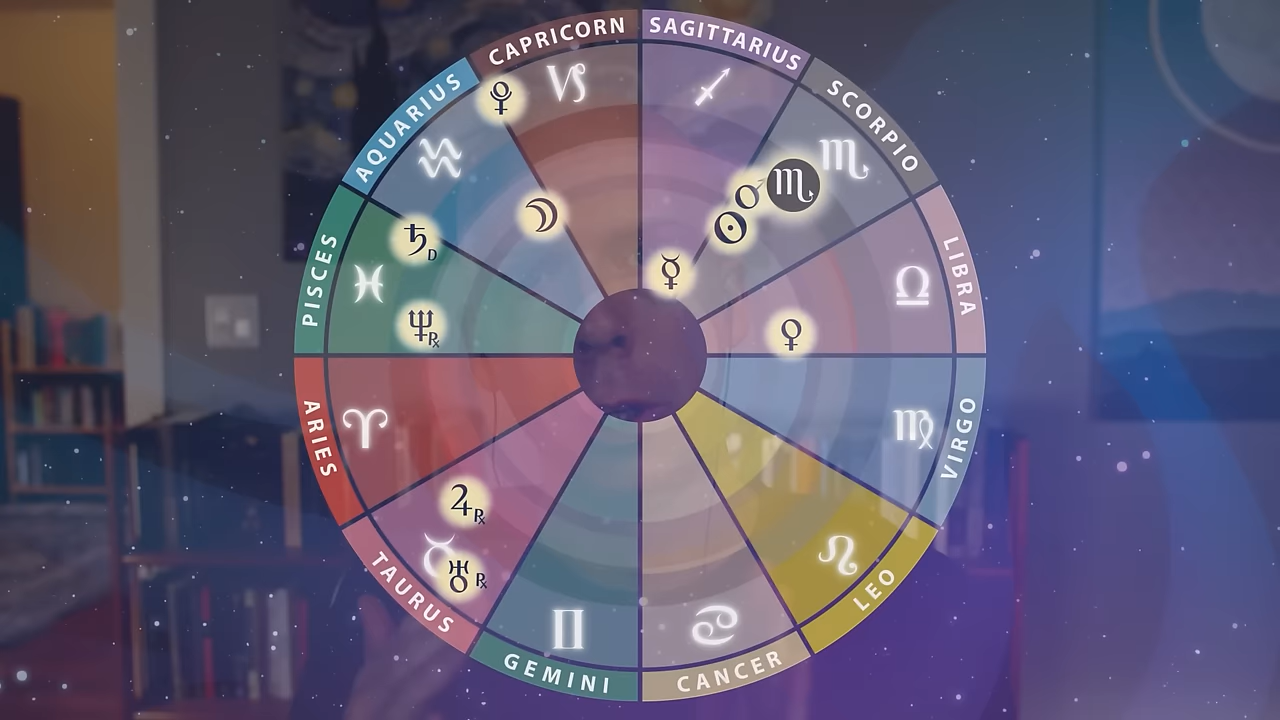 CAPRICORN
SAGITTARIUS
AQUARIUS
SCORPIO
PISCES
D
LIBRA
℞
ARIES
VIRGO
℞
TAURUS
℞
LEO
GEMINI
CANCER